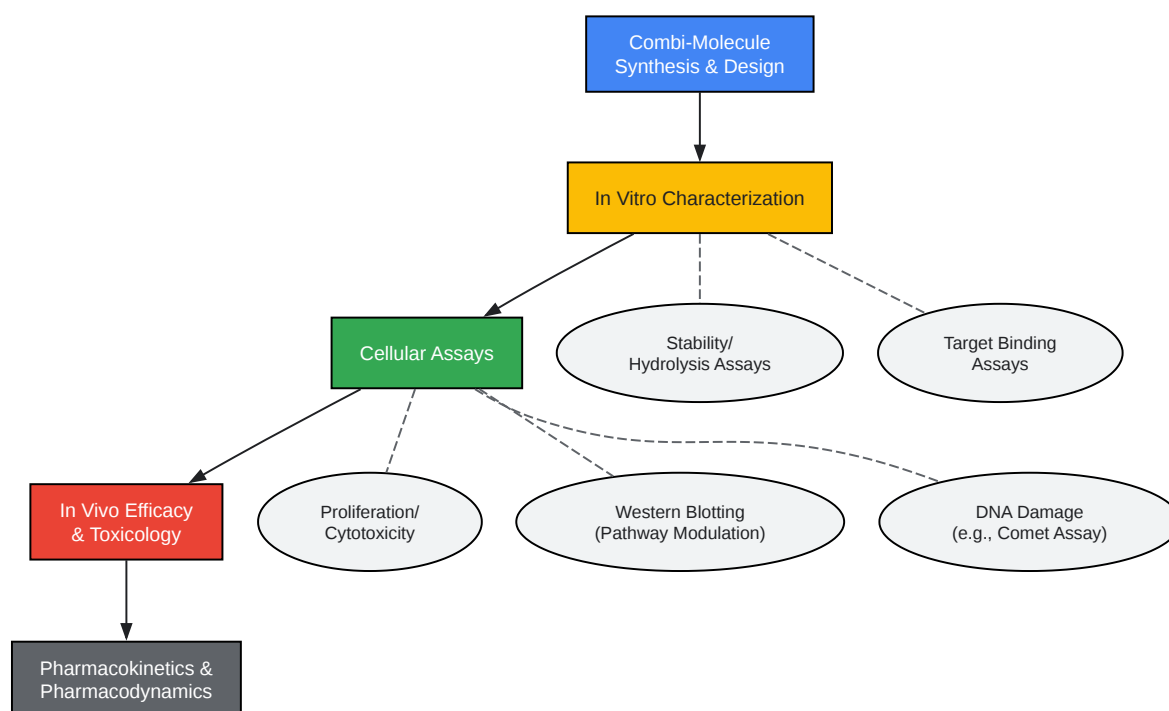 Combi-Molecule
Synthesis & Design
In Vitro Characterization
Cellular Assays
Stability/
Hydrolysis Assays
Target Binding
Assays
In Vivo Efficacy
& Toxicology
Proliferation/
Cytotoxicity
Western Blotting
(Pathway Modulation)
DNA Damage
(e.g., Comet Assay)
Pharmacokinetics &
Pharmacodynamics